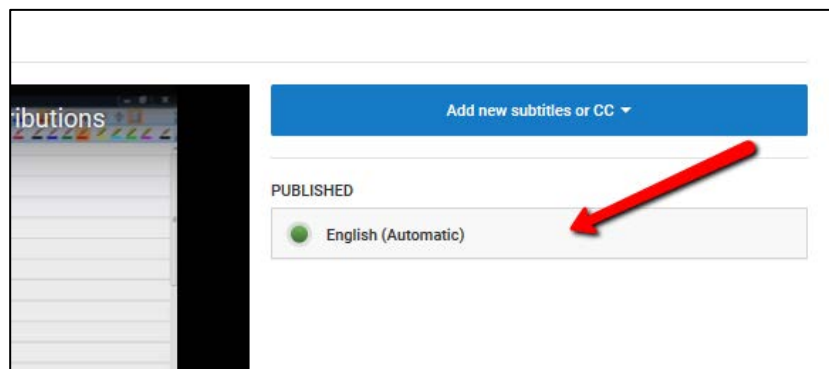 ributions
Add new subtitles or CC
PUBLISHED
English (Automatic)